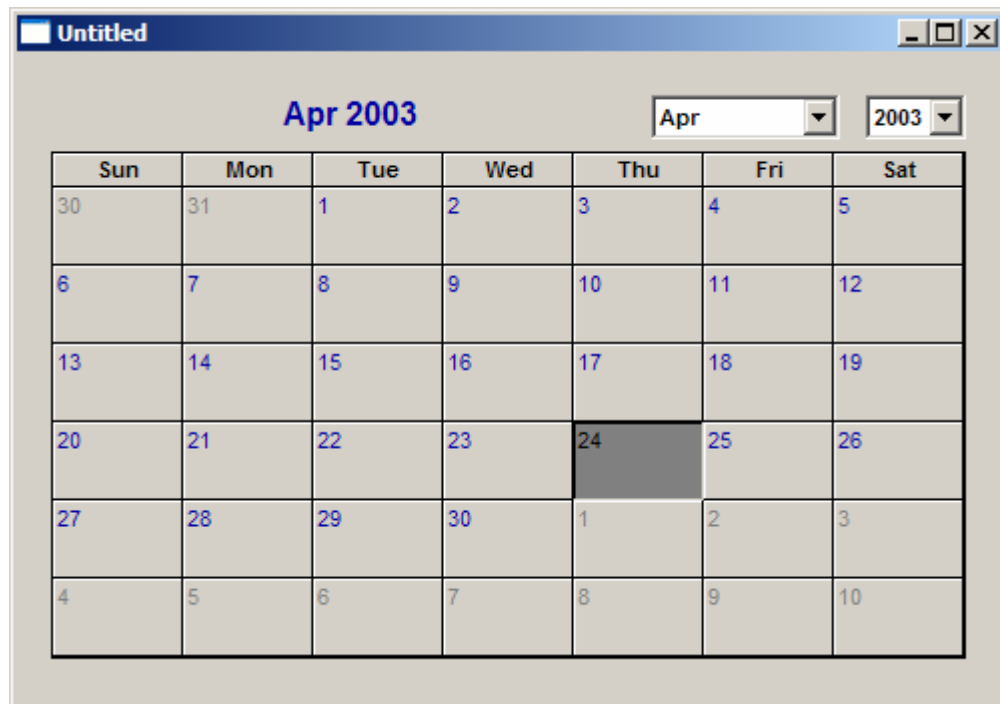 Untitled
Apr 2003 Apr 2003
Sun Mon Tue Wed Thu Fri Sat
30 31 1 2 3 4 5
6 7 8 9 10 11 12
13 14 15 16 17 18 19
20 21 22 23 24 25 26
27 28 29 30 1 2 3
4 5 6 7 8 9 10